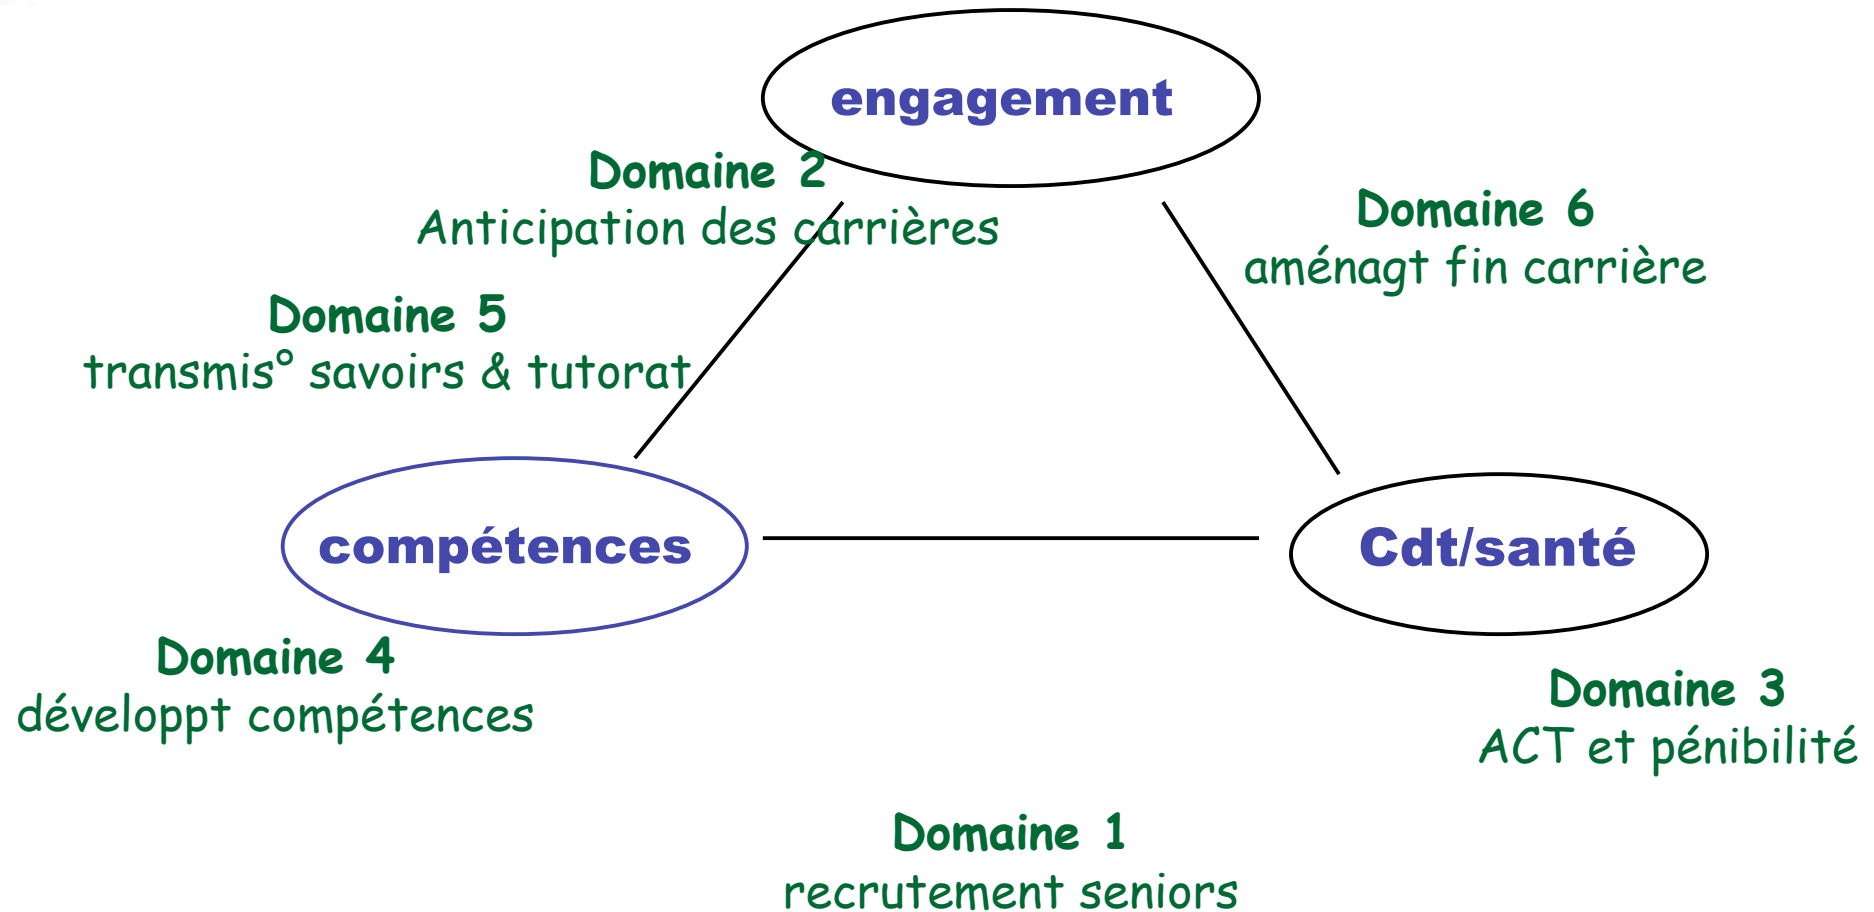 engagement
Domaine 2
Anticipation des carrières
Domaine 6
aménagt fin carrière
Domaine 5
transmis° savoirs & tutorat
compétences
Cdt/santé
Domaine 4
développt compétences
Domaine 3
ACT et pénibilité
Domaine 1
recrutement seniors